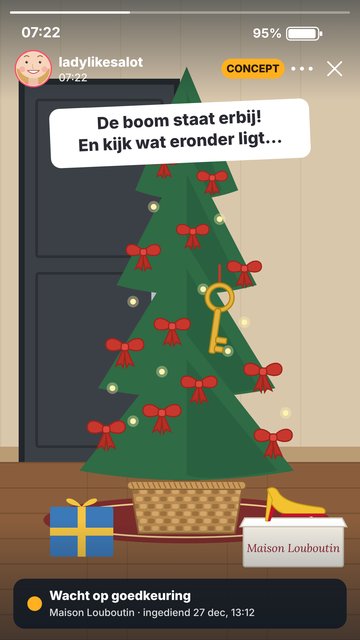 07:22
95%
ladylikesalot
07:22
CONCEPT
De boom staat erbij!
En kijk wat eronder ligt...
Maison Louboutin
Wacht op goedkeuring
Maison Louboutin · ingediend 27 dec, 13:12